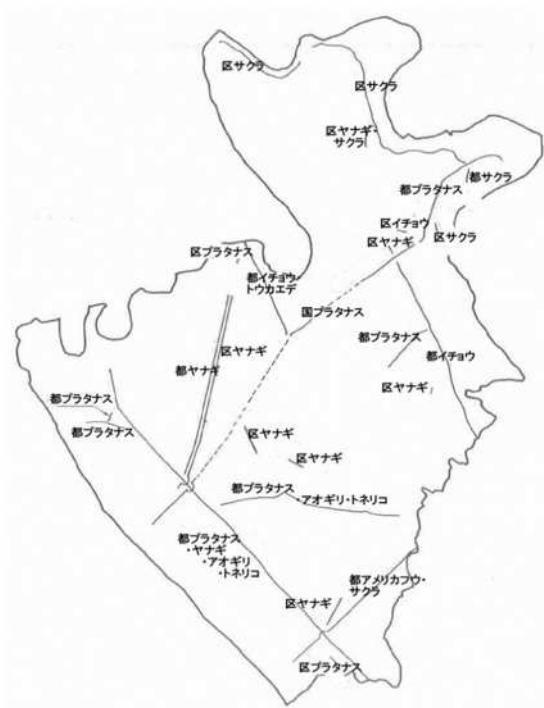 区サクラ
区サクラ
区ヤナギ・
サクラ
都サクラ
都プラタナス
区イチョウ
区サクラ
区ヤナギ
区プラタナス
都イチョウ・
トウカエデ
国プラタナス
都プラタナス
区ヤナギ
都イチョウ
都ヤナギ
区ヤナギ
都プラタナス
都プラタナス
区ヤナギ
区ヤナギ
都プラタナス
・アオギリ・トネリコ
都プラタナス
・ヤナギ
・アオギリ
・トネリコ
都アメリカフウ・
サクラ
区ヤナギ
区プラタナス